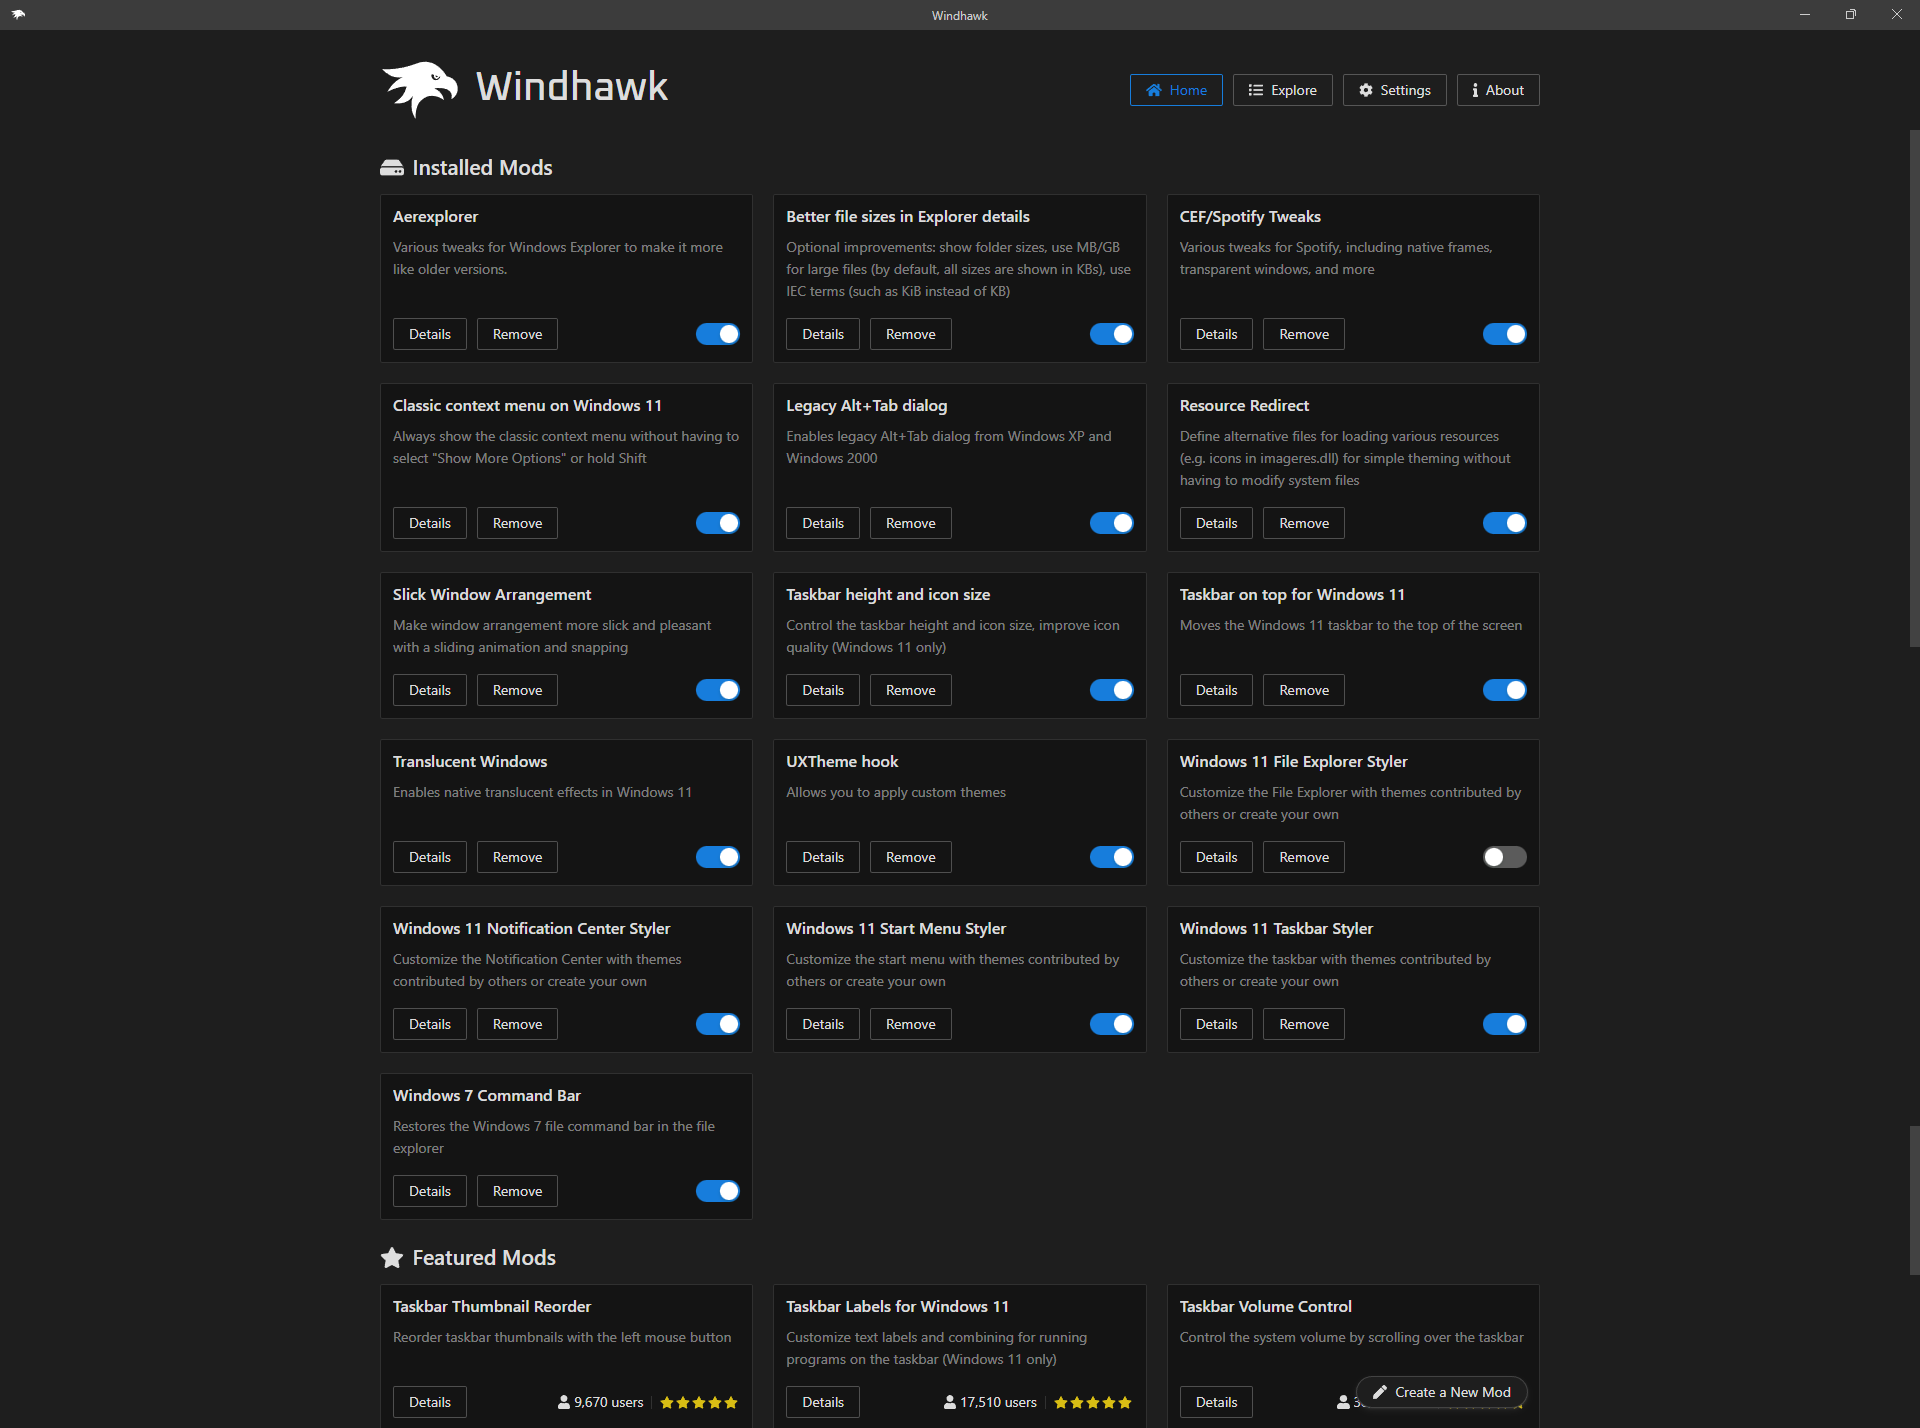 Windhawk
Windhawk
Home
Explore
Settings
About
Installed Mods
Aerexplorer
Various tweaks for Windows Explorer to make it more
like older versions.
Details
Remove
Better file sizes in Explorer details
Optional improvements: show folder sizes, use MB/GB
for large files (by default, all sizes are shown in KBs), use
IEC terms (such as KiB instead of KB)
Details
Remove
CEF/Spotify Tweaks
Various tweaks for Spotify, including native frames,
transparent windows, and more
Details
Remove
Classic context menu on Windows 11
Always show the classic context menu without having to
select "Show More Options" or hold Shift
Details
Remove
Legacy Alt+Tab dialog
Enables legacy Alt+Tab dialog from Windows XP and
Windows 2000
Details
Remove
Resource Redirect
Define alternative files for loading various resources
(e.g. icons in imageres.dll) for simple theming without
having to modify system files
Details
Remove
Slick Window Arrangement
Make window arrangement more slick and pleasant
with a sliding animation and snapping
Details
Remove
Taskbar height and icon size
Control the taskbar height and icon size, improve icon
quality (Windows 11 only)
Details
Remove
Taskbar on top for Windows 11
Moves the Windows 11 taskbar to the top of the screen
Details
Remove
Translucent Windows
Enables native translucent effects in Windows 11
Details
Remove
UXTheme hook
Allows you to apply custom themes
Details
Remove
Windows 11 File Explorer Styler
Customize the File Explorer with themes contributed by
others or create your own
Details
Remove
Windows 11 Notification Center Styler
Customize the Notification Center with themes
contributed by others or create your own
Details
Remove
Windows 11 Start Menu Styler
Customize the start menu with themes contributed by
others or create your own
Details
Remove
Windows 11 Taskbar Styler
Customize the taskbar with themes contributed by
others or create your own
Details
Remove
Windows 7 Command Bar
Restores the Windows 7 file command bar in the file
explorer
Details
Remove
Featured Mods
Taskbar Thumbnail Reorder
Reorder taskbar thumbnails with the left mouse button
Details
9,670 users
Taskbar Labels for Windows 11
Customize text labels and combining for running
programs on the taskbar (Windows 11 only)
Details
17,510 users
Taskbar Volume Control
Control the system volume by scrolling over the taskbar
Details
Create a New Mod